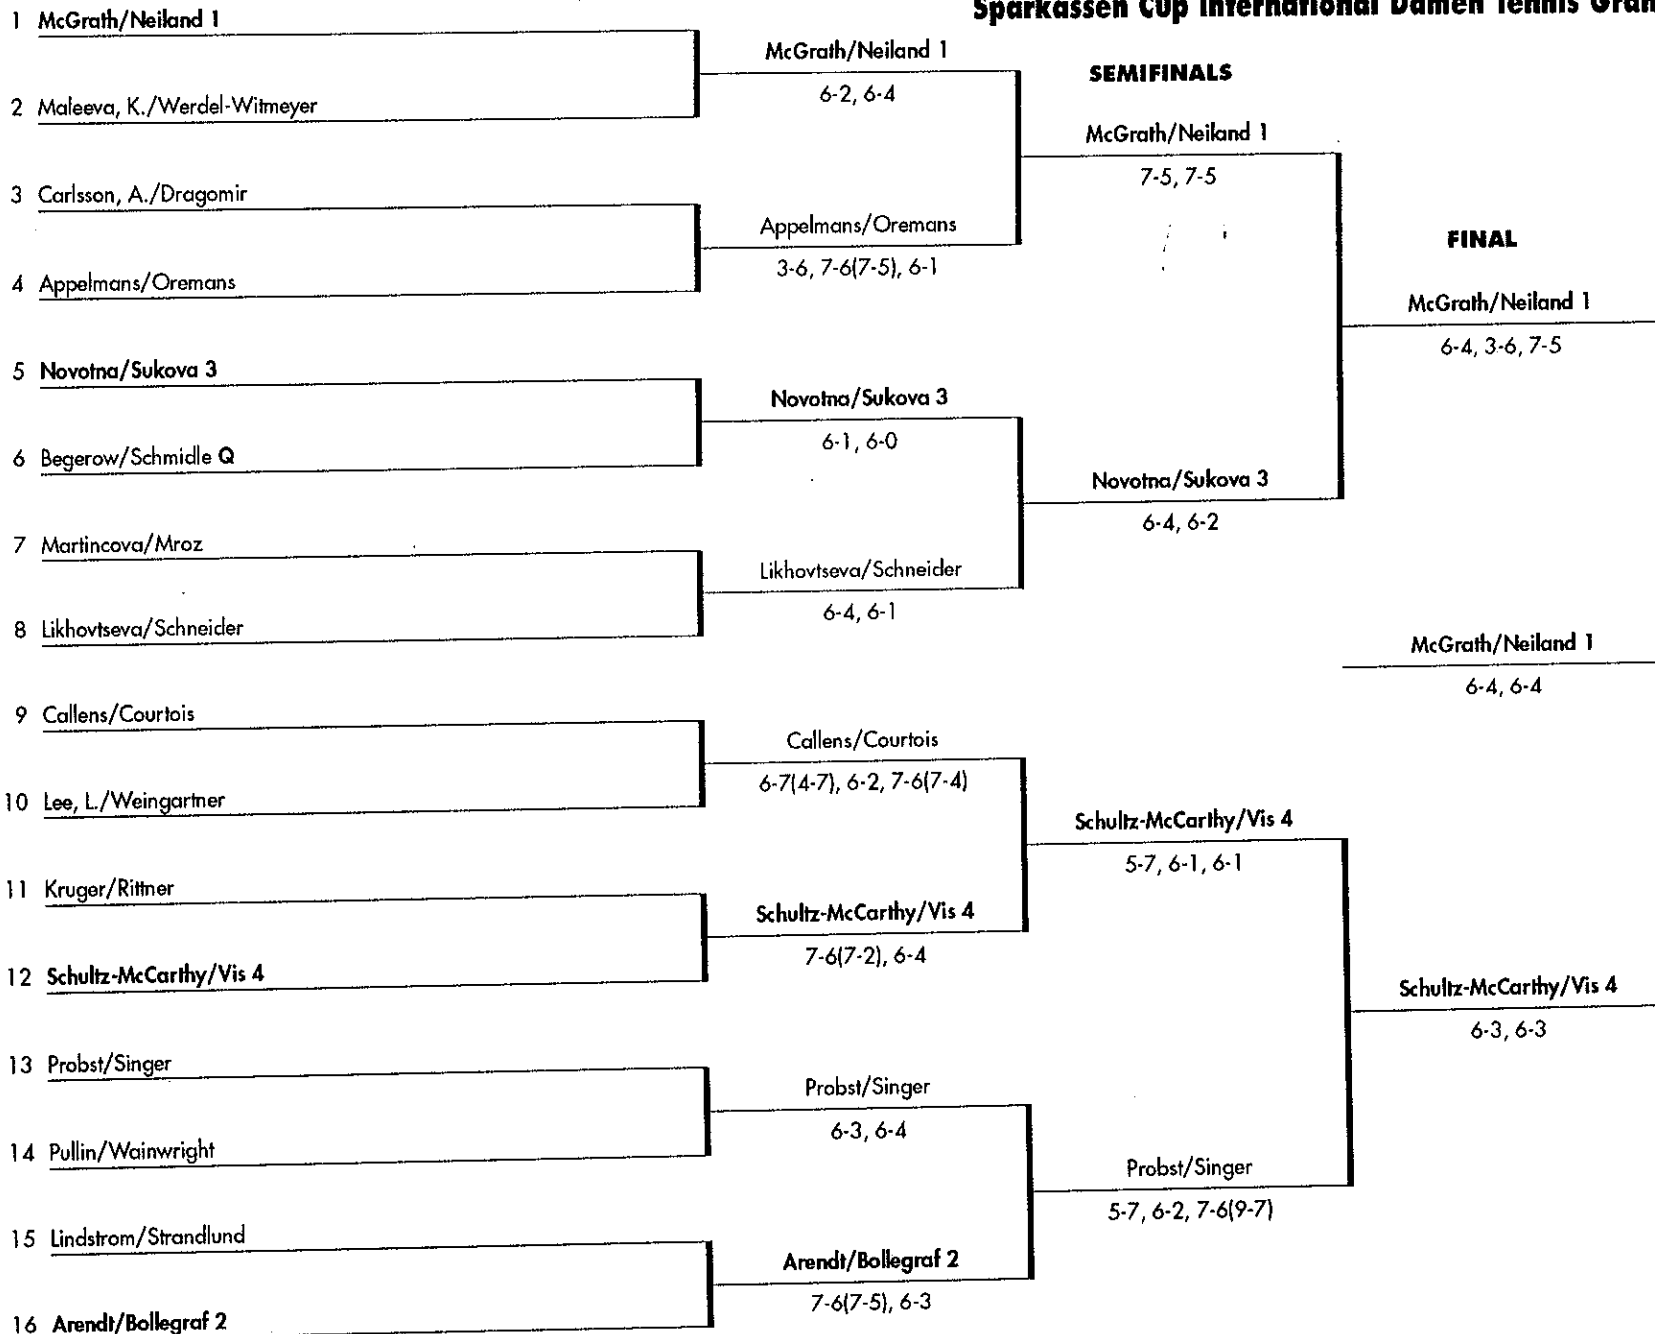 Sparkassen Cup International Damen Tennis Gran
1 McGrath/Neiland 1
2 Maleeva, K./Werdel-Witmeyer
3 Carlsson, A./Dragomir
4 Appelmans/Oremans
5 Novotna/Sukova 3
6 Begerow/Schmidle Q
7 Martincova/Mroz
8 Likhovtseva/Schneider
9 Callens/Courtois
10 Lee, L./Weingartner
11 Kruger/Rittner
12 Schultz-McCarthy/Vis 4
13 Probst/Singer
14 Pullin/Wainwright
15 Lindstrom/Strandlund
16 Arendt/Bollegraf 2
McGrath/Neiland 1
6-2, 6-4
Appelmans/Oremans
3-6, 7-6(7-5), 6-1
Novotna/Sukova 3
6-1, 6-0
Likhovtseva/Schneider
6-4, 6-1
Callens/Courtois
6-7(4-7), 6-2, 7-6(7-4)
Schultz-McCarthy/Vis 4
7-6(7-2), 6-4
Probst/Singer
6-3, 6-4
Arendt/Bollegraf 2
7-6(7-5), 6-3
SEMIFINALS
McGrath/Neiland 1
7-5, 7-5
Novotna/Sukova 3
6-4, 6-2
Schultz-McCarthy/Vis 4
5-7, 6-1, 6-1
Probst/Singer
5-7, 6-2, 7-6(9-7)
FINAL
McGrath/Neiland 1
6-4, 3-6, 7-5
McGrath/Neiland 1
6-4, 6-4
Schultz-McCarthy/Vis 4
6-3, 6-3